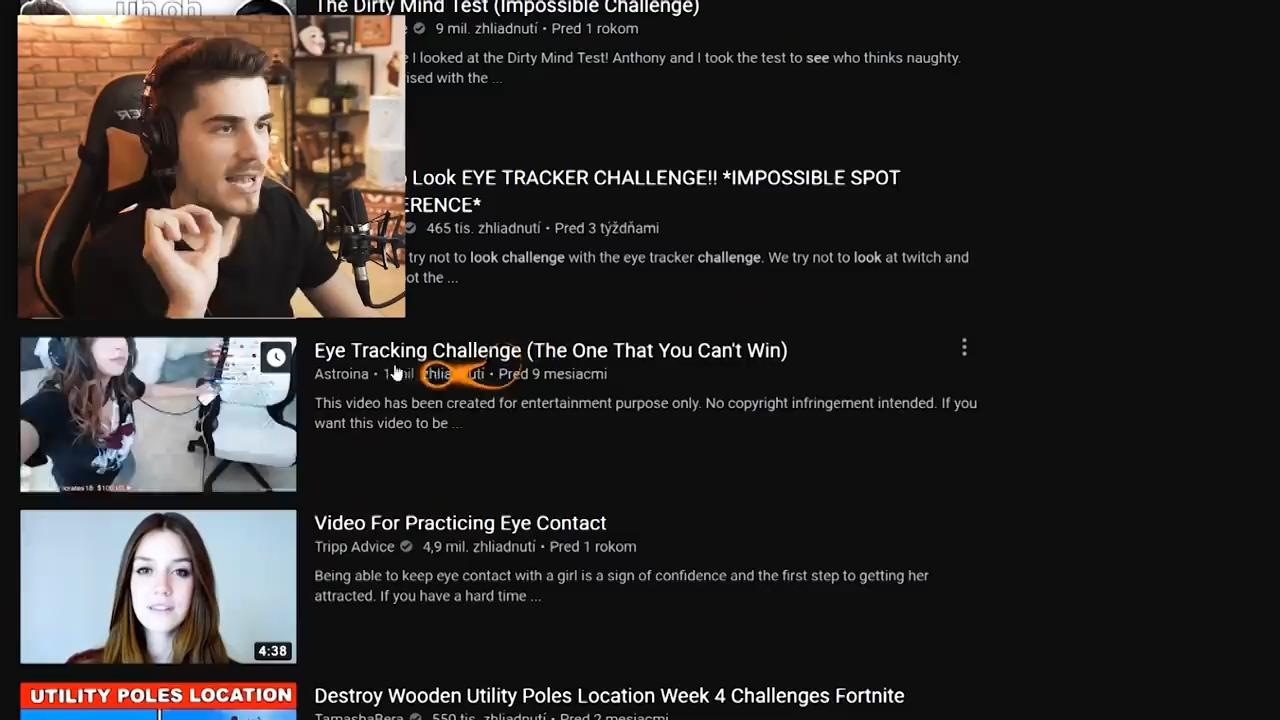 The Dirty Mind Test (Impossible Challenge)
9 mil. zhliadnutí • Pred 1 rokom
I looked at the Dirty Mind Test! Anthony and I took the test to see who thinks naughty.
ised with the ...
Look EYE TRACKER CHALLENGE!! *IMPOSSIBLE SPOT
ERENCE*
465 tis. zhliadnutí • Pred 3 týždňami
try not to look challenge with the eye tracker challenge. We try not to look at twitch and
ot the ...
Eye Tracking Challenge (The One That You Can't Win)
Astroina • Pred 9 mesiacmi
This video has been created for entertainment purpose only. No copyright infringement intended. If you
want this video to be ...
Video For Practicing Eye Contact
Tripp Advice 4,9 mil. zhliadnutí • Pred 1 rokom
Being able to keep eye contact with a girl is a sign of confidence and the first step to getting her
attracted. If you have a hard time ...
4:38
UTILITY POLES LOCATION
Destroy Wooden Utility Poles Location Week 4 Challenges Fortnite
TamashaBera 550 tis. zhliadnutí • Pred 2 mesiacmi